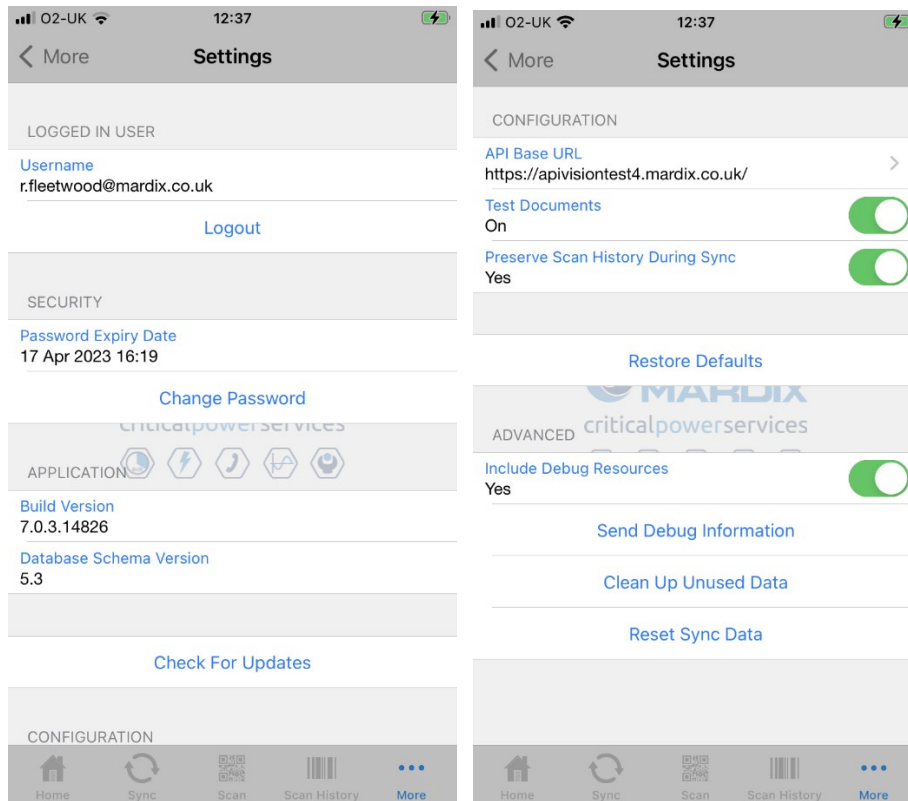 O2-UK 12:37
More Settings
LOGGED IN USER
Username
r.fleetwood@mardix.co.uk
Logout
SECURITY
Password Expiry Date
17 Apr 2023 16:19
Change Password
criticalpowerservices
APPLICATION
Build Version
7.0.3.14826
Database Schema Version
5.3
Check For Updates
CONFIGURATION
Home Sync Scan Scan History More
O2-UK 12:37
More Settings
CONFIGURATION
API Base URL
https://apivisiontest4.mardix.co.uk/
Test Documents
On
Preserve Scan History During Sync
Yes
Restore Defaults
MARDIX
criticalpowerservices
ADVANCED
Include Debug Resources
Yes
Send Debug Information
Clean Up Unused Data
Reset Sync Data
Home Sync Scan Scan History More